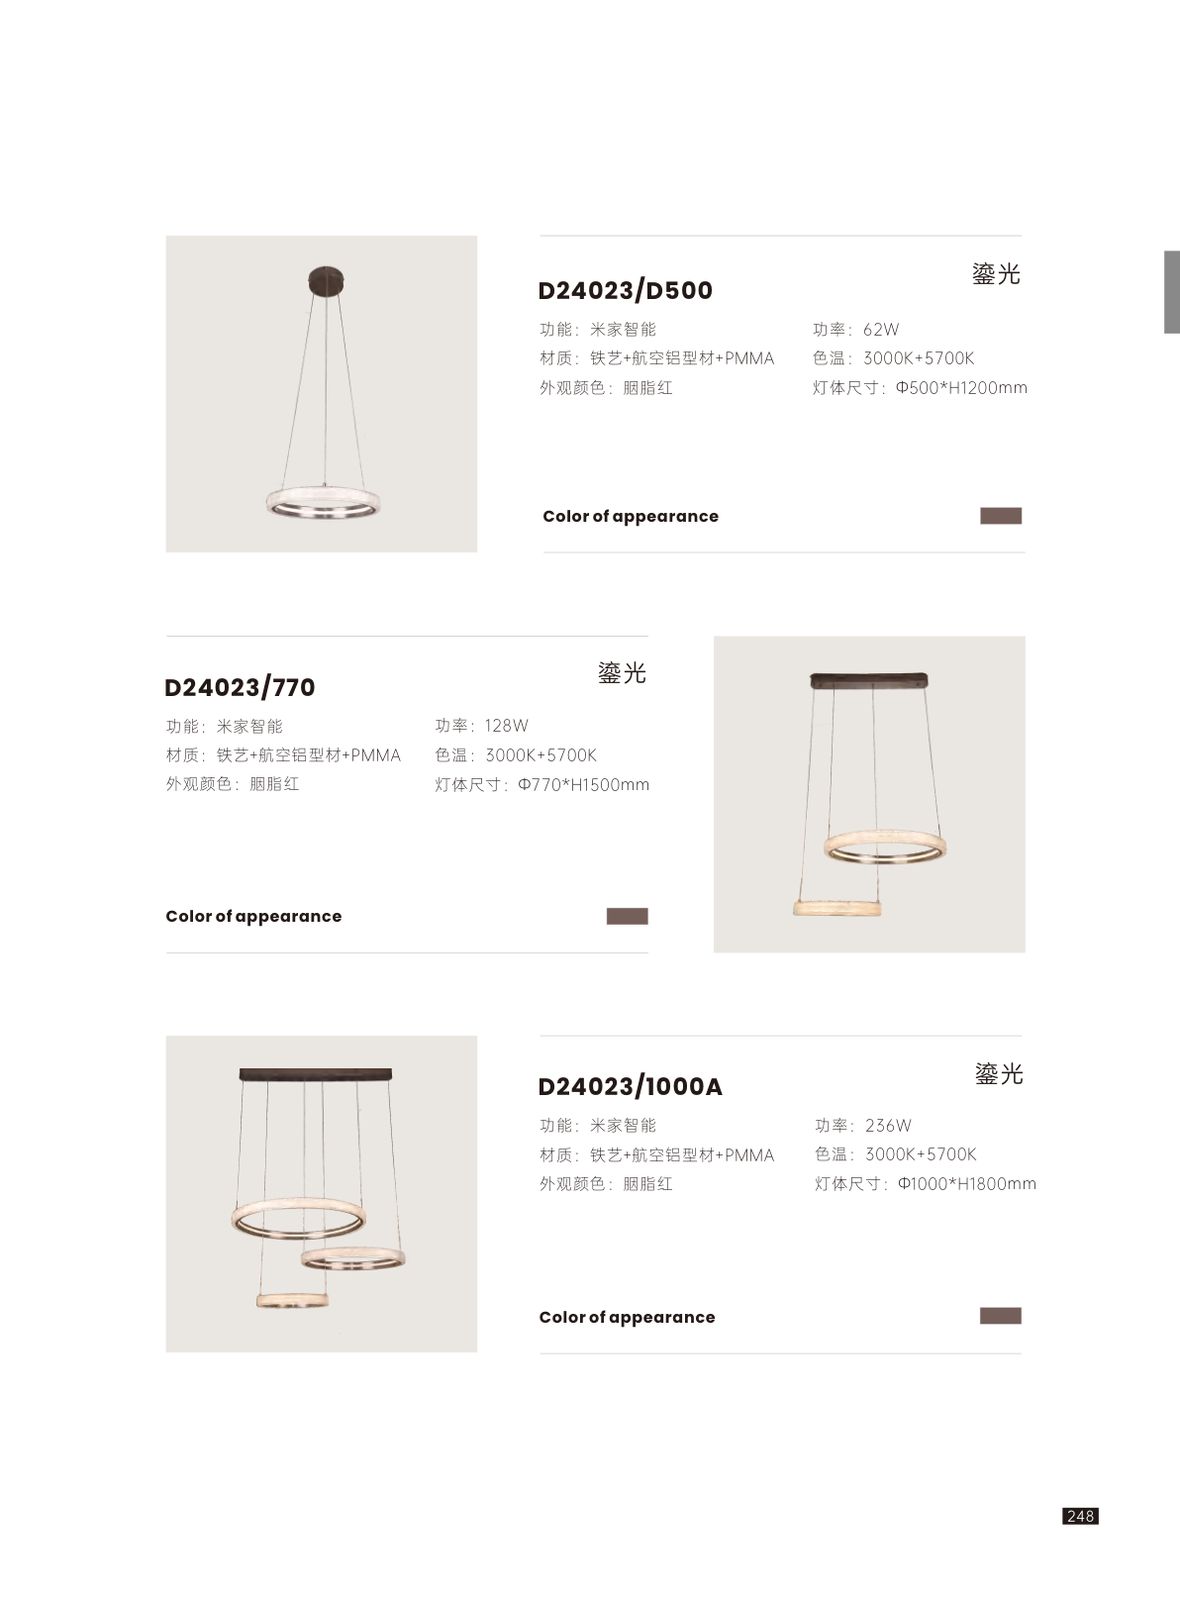 鎏光
D24023/D500
功能：米家智能
功率：62W
材质：铁艺+航空铝型材+PMMA
色温：3000K+5700K
外观颜色：胭脂红
灯体尺寸：Φ500*H1200mm
Color of appearance
鎏光
D24023/770
功能：米家智能
功率：128W
材质：铁艺+航空铝型材+PMMA
色温：3000K+5700K
外观颜色：胭脂红
灯体尺寸：Φ770*H1500mm
Color of appearance
鎏光
D24023/1000A
功能：米家智能
功率：236W
材质：铁艺+航空铝型材+PMMA
色温：3000K+5700K
外观颜色：胭脂红
灯体尺寸：Φ1000*H1800mm
Color of appearance
248